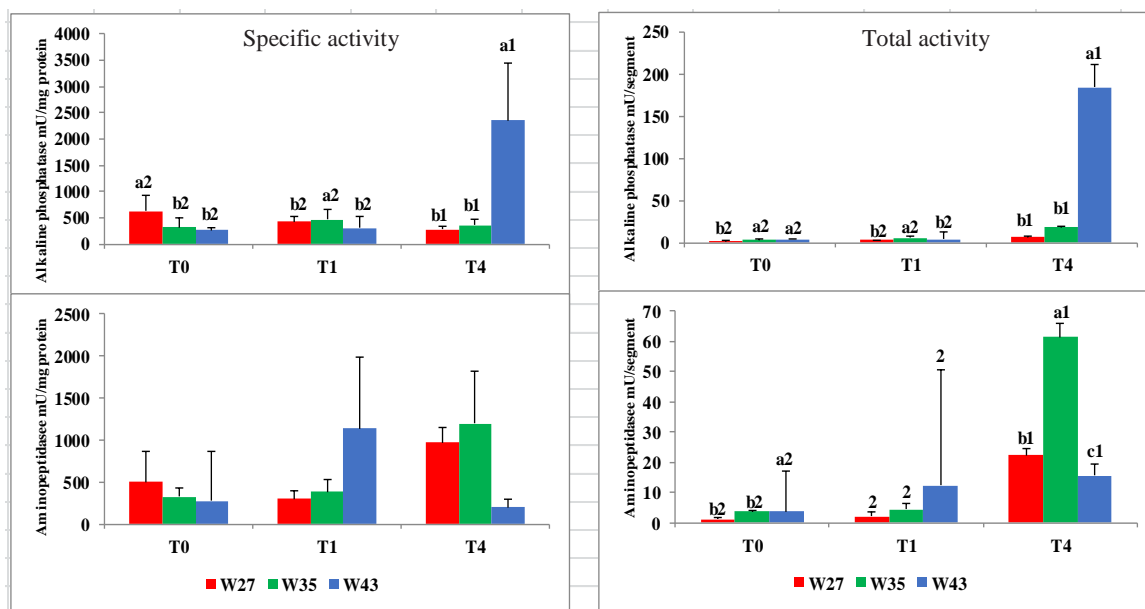 Specific activity
Alkaline phosphatase mU/mg protein
4000
3500
3000
2500
2000
1500
1000
500
0
a2 b2 b2 b2 a2 b2 b1 b1 a1
T0 T1 T4
Total activity
Alkaline phosphatase mU/segment
250
200
150
100
50
0
b2 a2 a2 b2 a2 b2 b1 b1 a1
T0 T1 T4
Aminopeptidasee mU/mg protein
2500
2000
1500
1000
500
0
T0 T1 T4
W27 W35 W43
Aminopeptidasee mU/segment
70
60
50
40
30
20
10
0
b2 b2 a2 2 2 2 b1 a1 c1
T0 T1 T4
W27 W35 W43